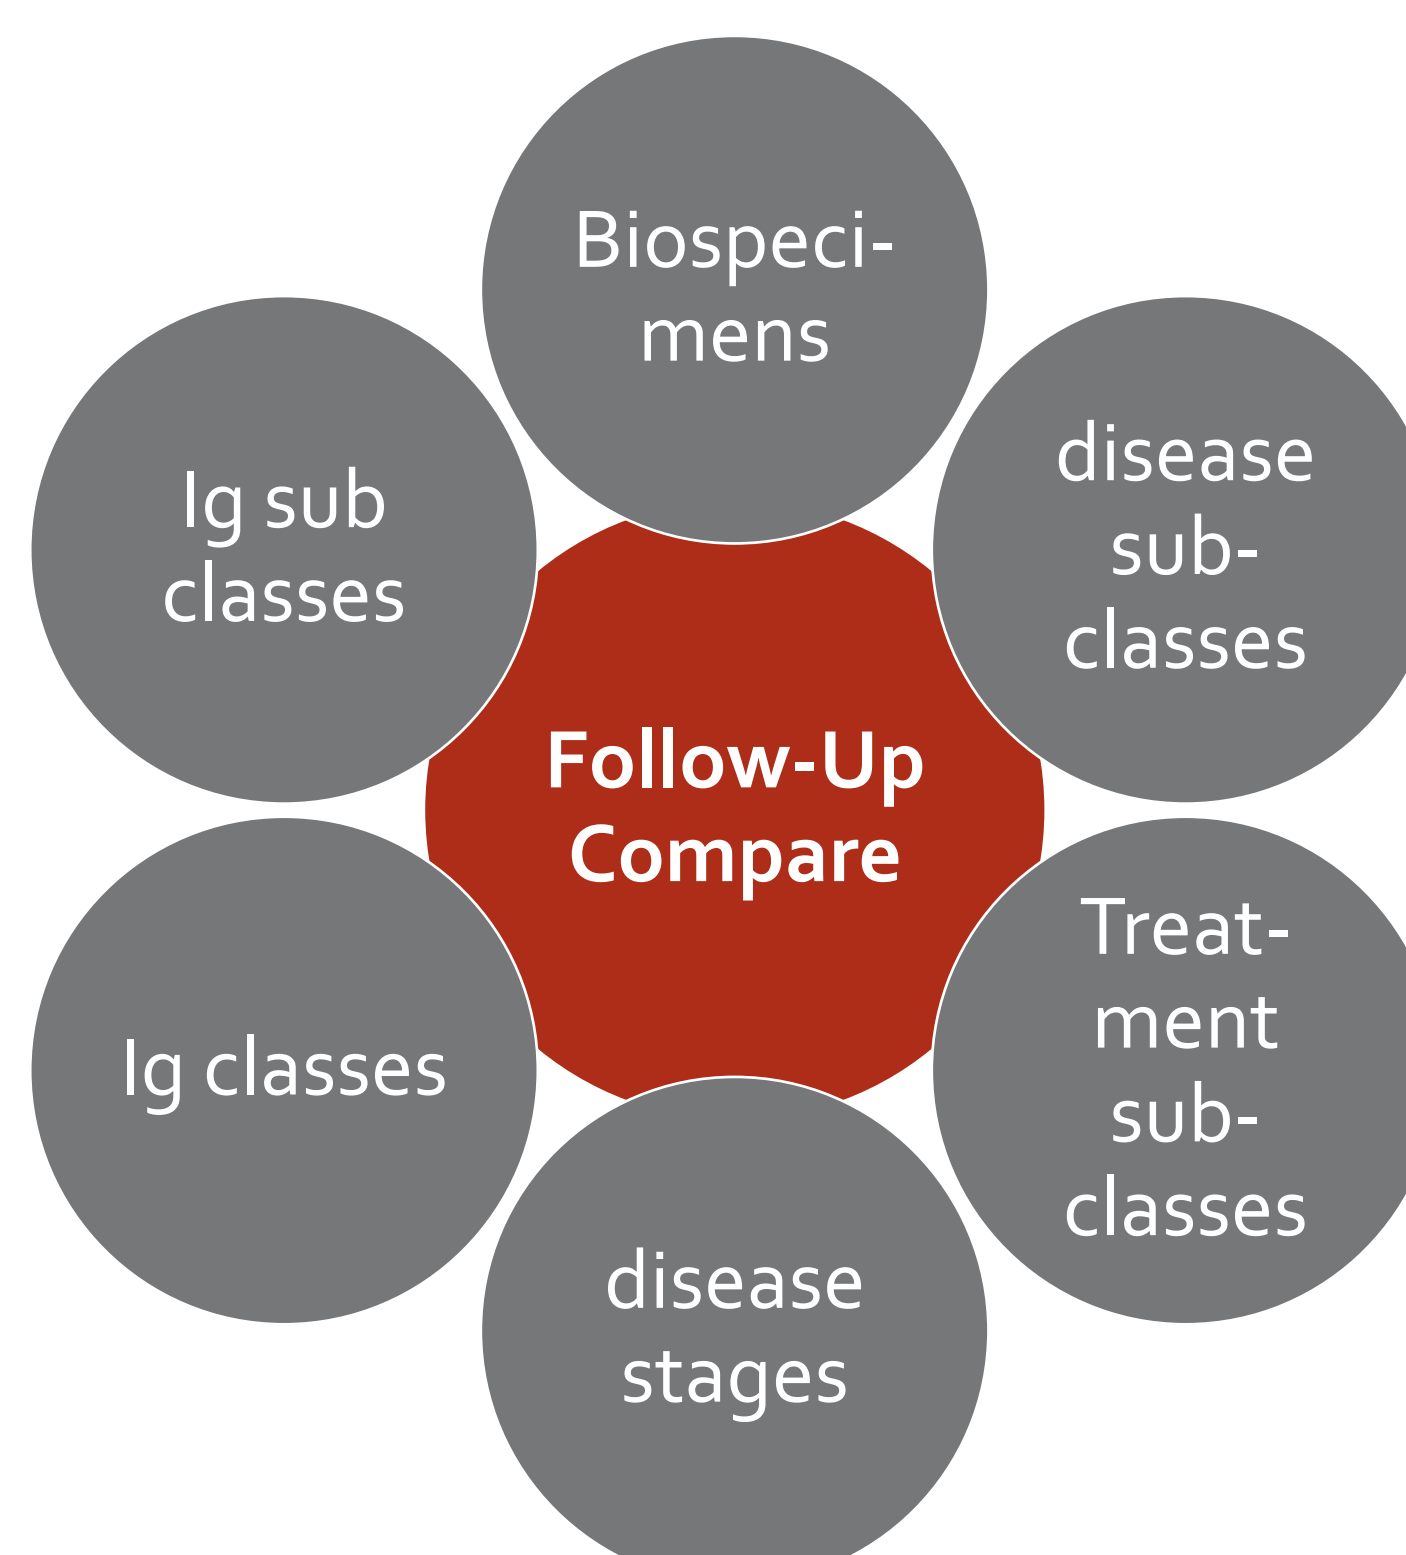 Biospeci-
mens
disease
sub-
classes
Treat-
ment
sub-
classes
disease
stages
Ig classes
Ig sub
classes
Follow-Up
Compare